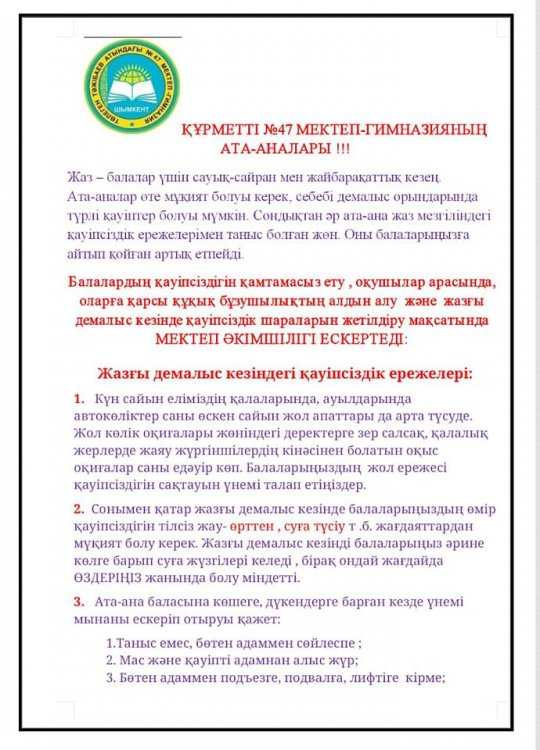 ТӨЛЕГЕН ТӘЖІБАЕВ АТЫНДАҒЫ № 47 МЕКТЕП-ГИМНАЗИЯ
ШЫМКЕНТ
ҚҰРМЕТТІ №47 МЕКТЕП-ГИМНАЗИЯНЫҢ
АТА-АНАЛАРЫ !!!
Жаз – балалар үшін сауық-сайран мен жайбарақаттық кезең.
Ата-аналар өте мұқият болуы керек, себебі демалыс орындарында
түрлі қауіптер болуы мүмкін. Сондықтан әр ата-ана жаз мезгіліндегі
қауіпсіздік ережелерімен таныс болған жөн. Оны балаларыңызға
айтып қойған артық етпейді.
Балалардың қауіпсіздігін қамтамасыз ету , оқушылар арасында,
оларға қарсы құқық бұзушылықтың алдын алу және жазғы
демалыс кезінде қауіпсіздік шараларын жетілдіру мақсатында
МЕКТЕП ӘКІМШІЛІГІ ЕСКЕРТЕДІ:
Жазғы демалыс кезіндегі қауіпсіздік ережелері:
1. Күн сайын еліміздің қалаларында, ауылдарында
автокөліктер саны өскен сайын жол апаттары да арта түсуде.
Жол көлік оқиғалары жөніндегі деректерге зер салсақ, қалалық
жерлерде жаяу жүргіншілердің кінәсінен болатын оқыс
оқиғалар саны едәуір көп. Балаларыңыздың жол ережесі
қауіпсіздігін сақтауын үнемі талап етіңіздер.
2. Сонымен қатар жазғы демалыс кезінде балаларыңыздың өмір
қауіпсіздігін тілсіз жау- өрттен , суға түсіу т .б. жағдаяттардан
мұқият болу керек. Жазғы демалыс кезінді балаларыңыз әрине
көлге барып суға жүзгілері келеді , бірақ ондай жағдайда
ӨЗДЕРІҢІЗ жанында болу міндетті.
3. Ата-ана баласына көшеге, дүкендерге барған кезде үнемі
мынаны ескеріп отыруы қажет:
1.Таныс емес, бөтен адаммен сөйлеспе ;
2. Мас және қауіпті адамнан алыс жүр;
3. Бөтен адаммен подъезге, подвалға, лифтіге кірме;